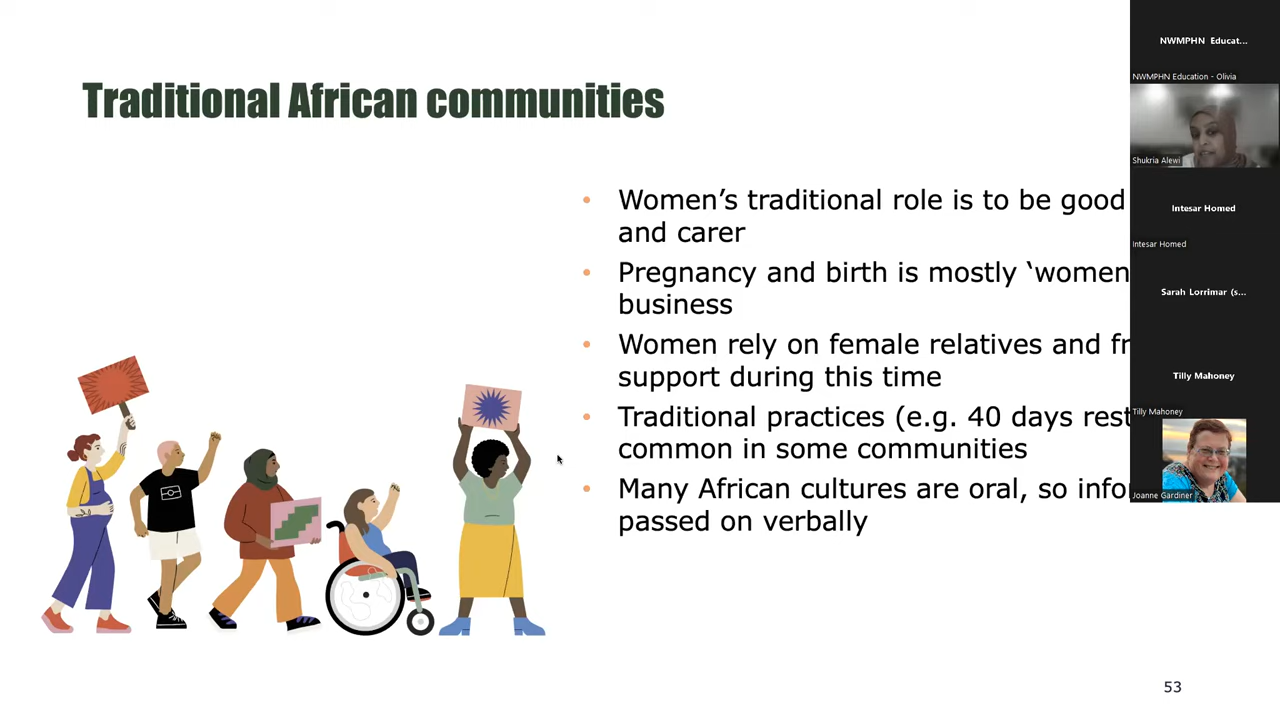 Traditional African communities
• Women’s traditional role is to be good
and carer
• Pregnancy and birth is mostly ‘women
business
• Women rely on female relatives and
support during this time
• Traditional practices (e.g. 40 days rest
common in some communities
• Many African cultures are oral, so
passed on verbally
53
NWMPHN Educat...
NWMPHN Education - Olivia
Shukria Alewi
Intesar Homed
Intesar Homed
Sarah Lorrimar (s...
Tilly Mahoney
Tilly Mahoney
Joanne Gardiner